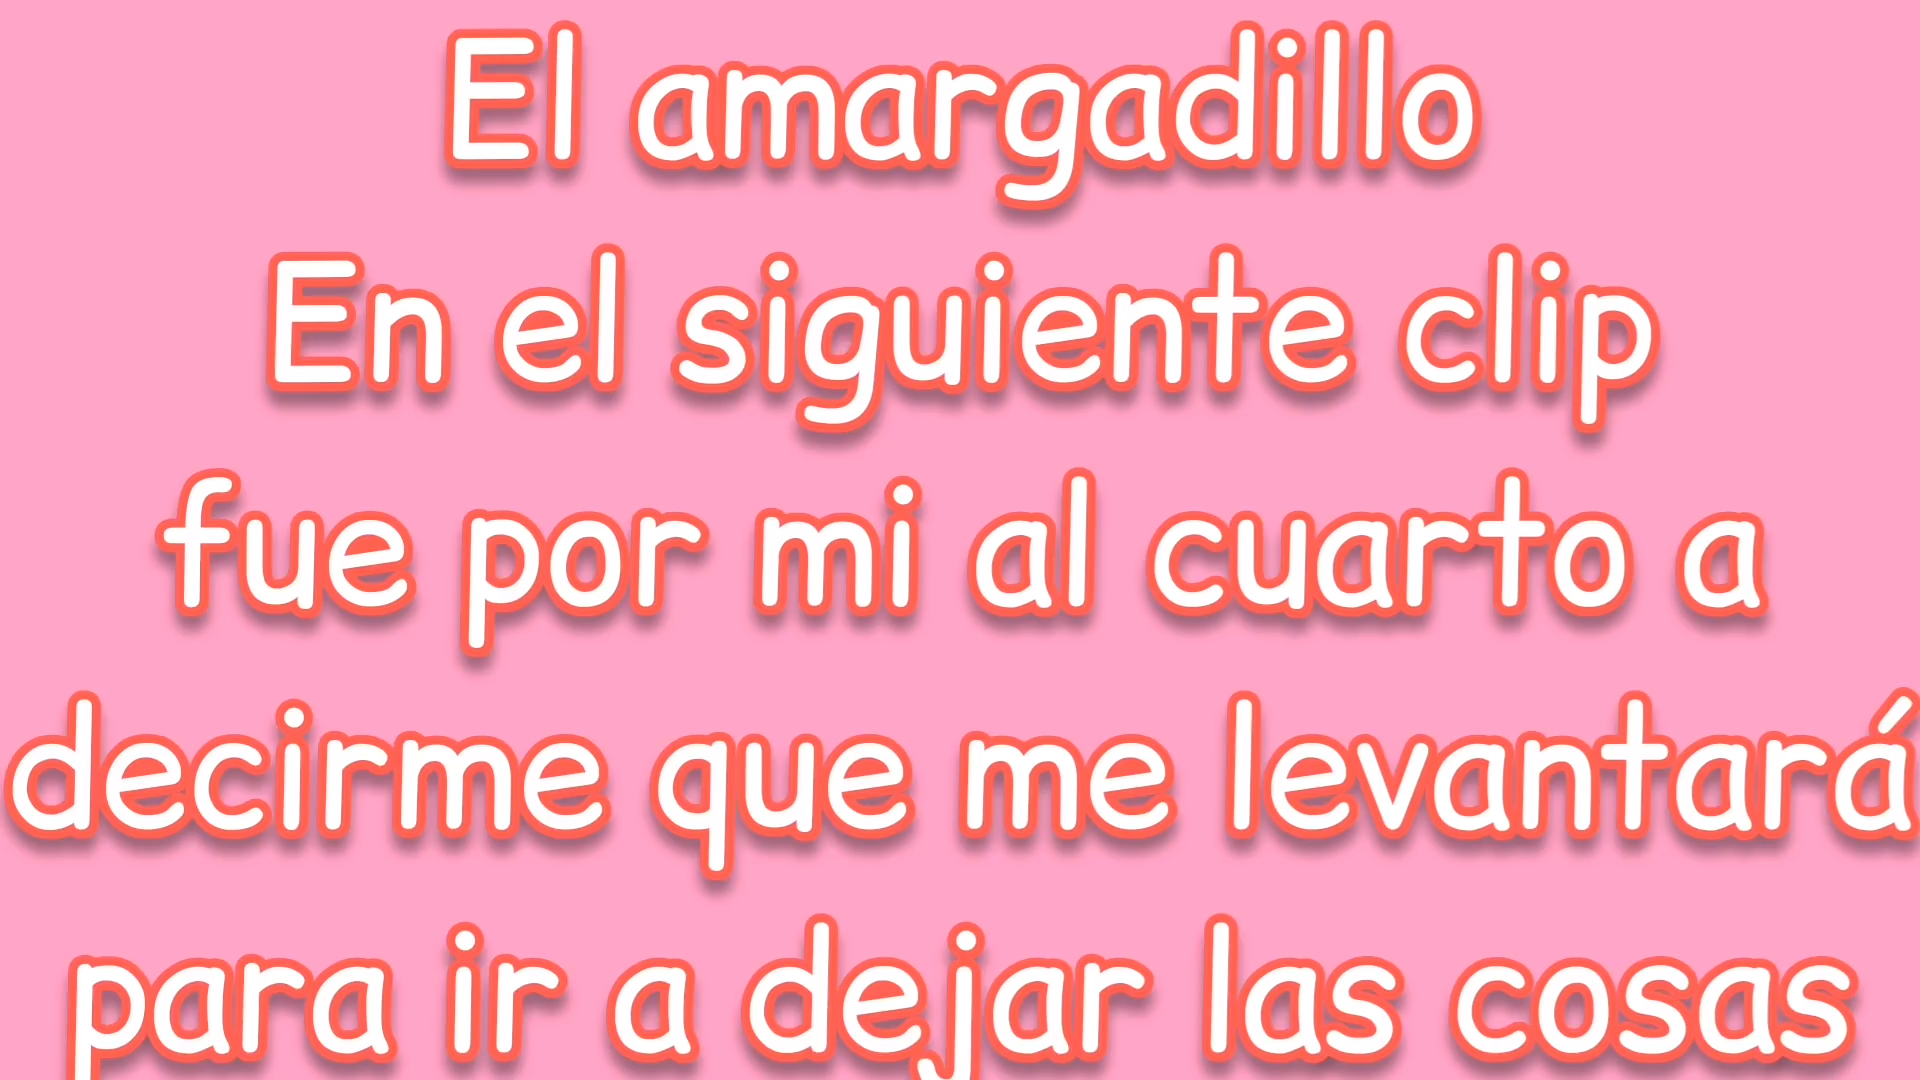 El amargadillo
En el siguiente clip
fue por mi al cuarto a
decirme que me levantará
para ir a dejar las cosas